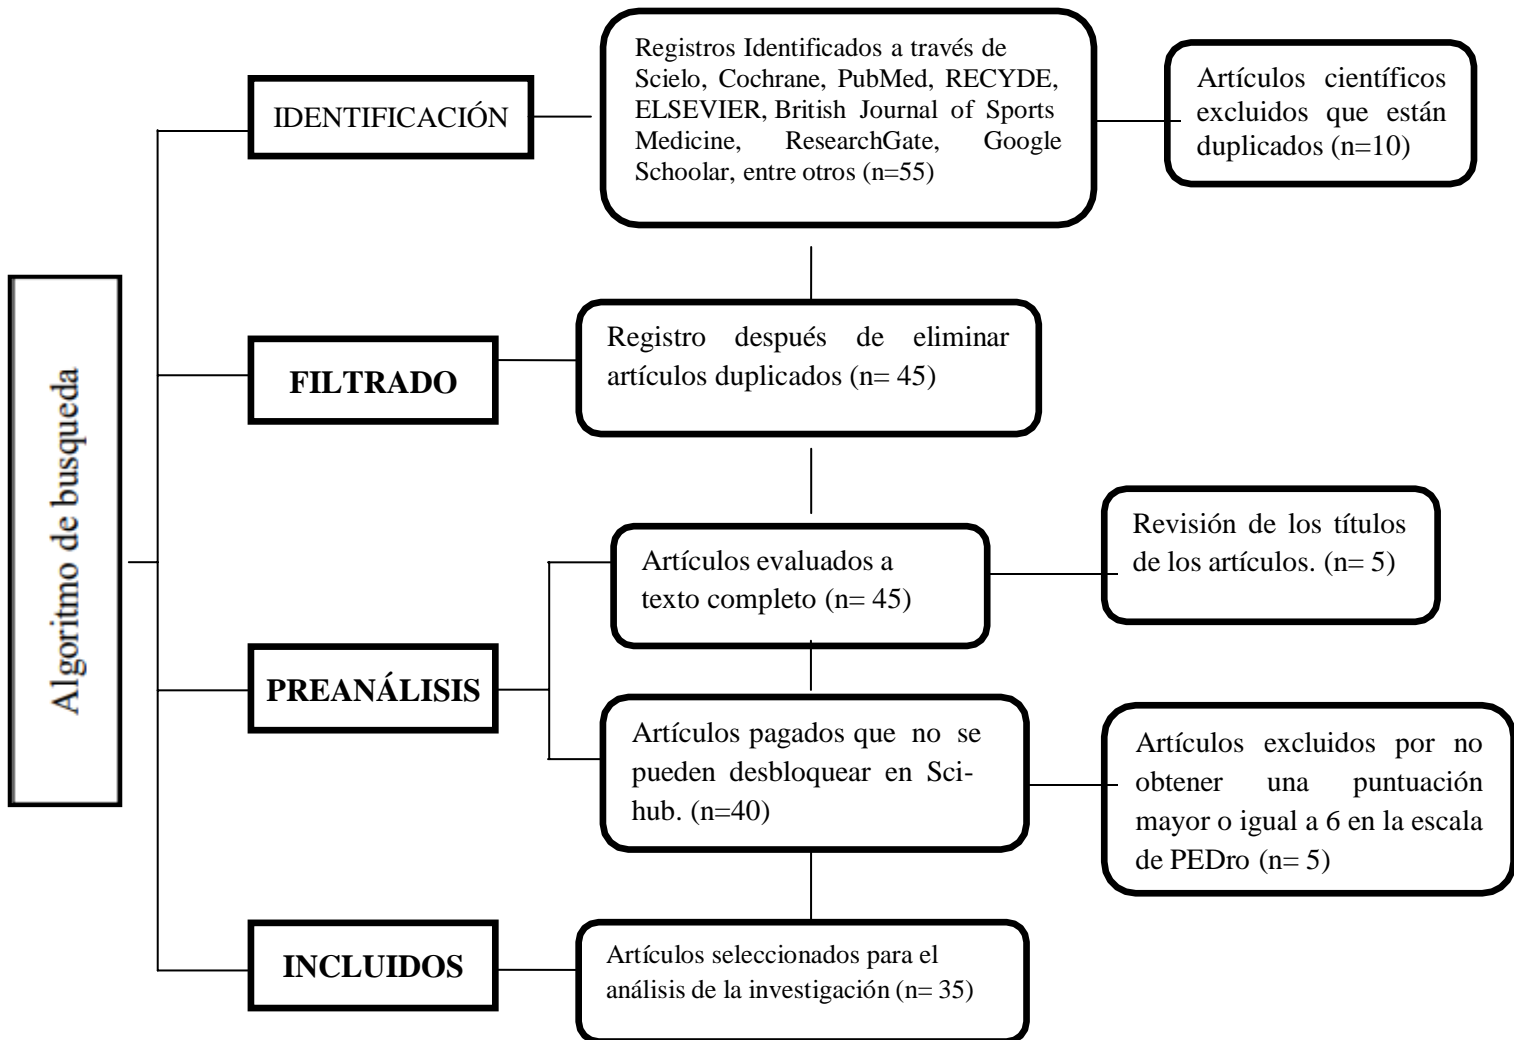 Algoritmo de busqueda
IDENTIFICACIÓN
Registros Identificados a través de
Scielo, Cochrane, PubMed, RECYDE,
ELSEVIER, British Journal of Sports
Medicine, ResearchGate, Google
Schoolar, entre otros (n=55)
Artículos científicos
excluidos que están
duplicados (n=10)
FILTRADO
Registro después de eliminar
artículos duplicados (n= 45)
PREANÁLISIS
Artículos evaluados a
texto completo (n= 45)
Revisión de los títulos
de los artículos. (n= 5)
Artículos pagados que no se
pueden desbloquear en Sci-
hub. (n=40)
Artículos excluidos por no
obtener una puntuación
mayor o igual a 6 en la escala
de PEDro (n= 5)
INCLUIDOS
Artículos seleccionados para el
análisis de la investigación (n= 35)